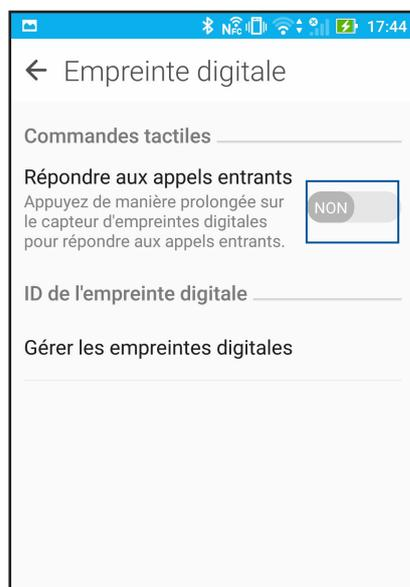 NFC 17:44
Empreinte digitale
Commandes tactiles
Répondre aux appels entrants
Appuyez de manière prolongée sur
le capteur d'empreintes digitales
pour répondre aux appels entrants.
NON
ID de l'empreinte digitale
Gérer les empreintes digitales